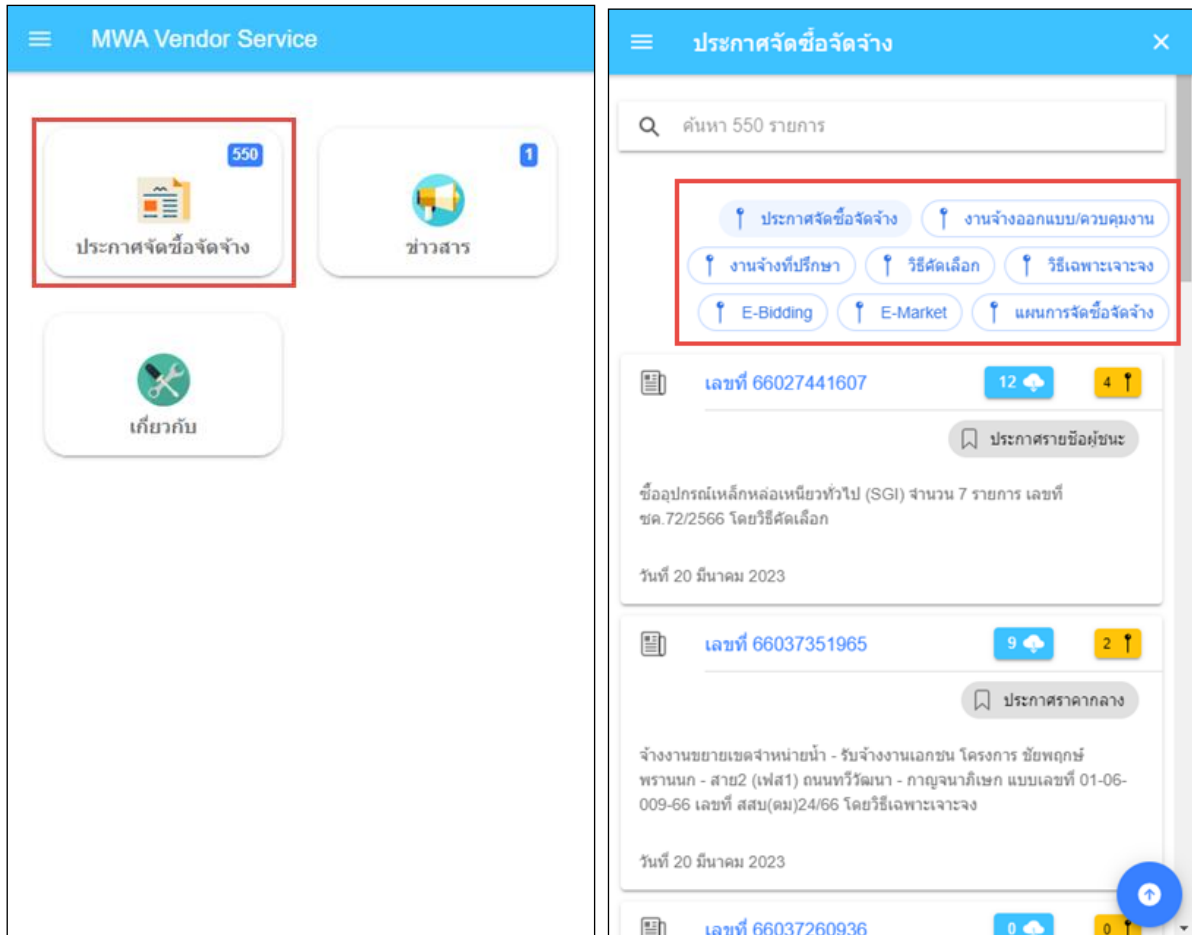 MWA Vendor Service
550
ประกาศจัดซื้อจัดจ้าง
1
ข่าวสาร
เกี่ยวกับ
ประกาศจัดซื้อจัดจ้าง
ค้นหา 550 รายการ
ประกาศจัดซื้อจัดจ้าง งานจ้างออกแบบ/ควบคุมงาน
งานจ้างที่ปรึกษา วิธีคัดเลือก วิธีเฉพาะเจาะจง
E-Bidding E-Market แผนการจัดซื้อจัดจ้าง
เลขที่ 66027441607 12 4
ประกาศรายชื่อผู้ชนะ
ซื้ออุปกรณ์เหล็กหล่อเหนียวทั่วไป (SGI) จำนวน 7 รายการ เลขที่
ซค.72/2566 โดยวิธีคัดเลือก
วันที่ 20 มีนาคม 2023
เลขที่ 66037351965 9 2
ประกาศราคากลาง
จ้างงานขยายเขตจำหน่ายน้ำ - รับจ้างงานเอกชน โครงการ ชัยพฤกษ์
พรานนก - สาย2 (เฟส1) ถนนทวีวัฒนา - กาญจนาภิเษก แบบเลขที่ 01-06-
009-66 เลขที่ สสบ(ตม)24/66 โดยวิธีเฉพาะเจาะจง
วันที่ 20 มีนาคม 2023
เลขที่ 66037260936 0 0